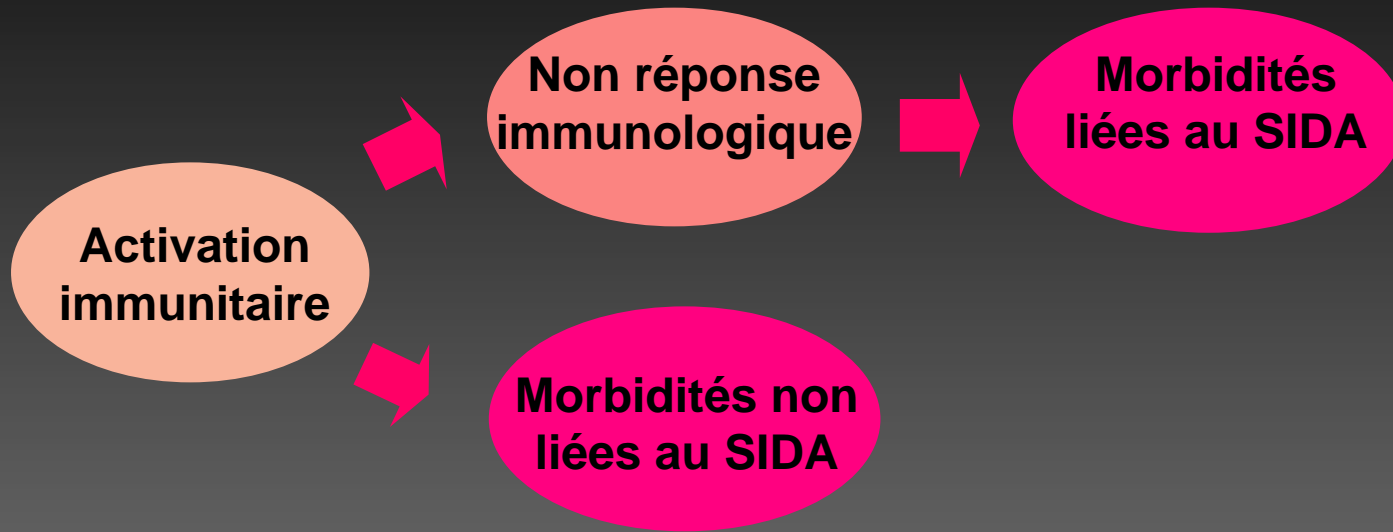 Non réponse
immunologique
Morbidités
liées au SIDA
Activation
immunitaire
Morbidités non
liées au SIDA